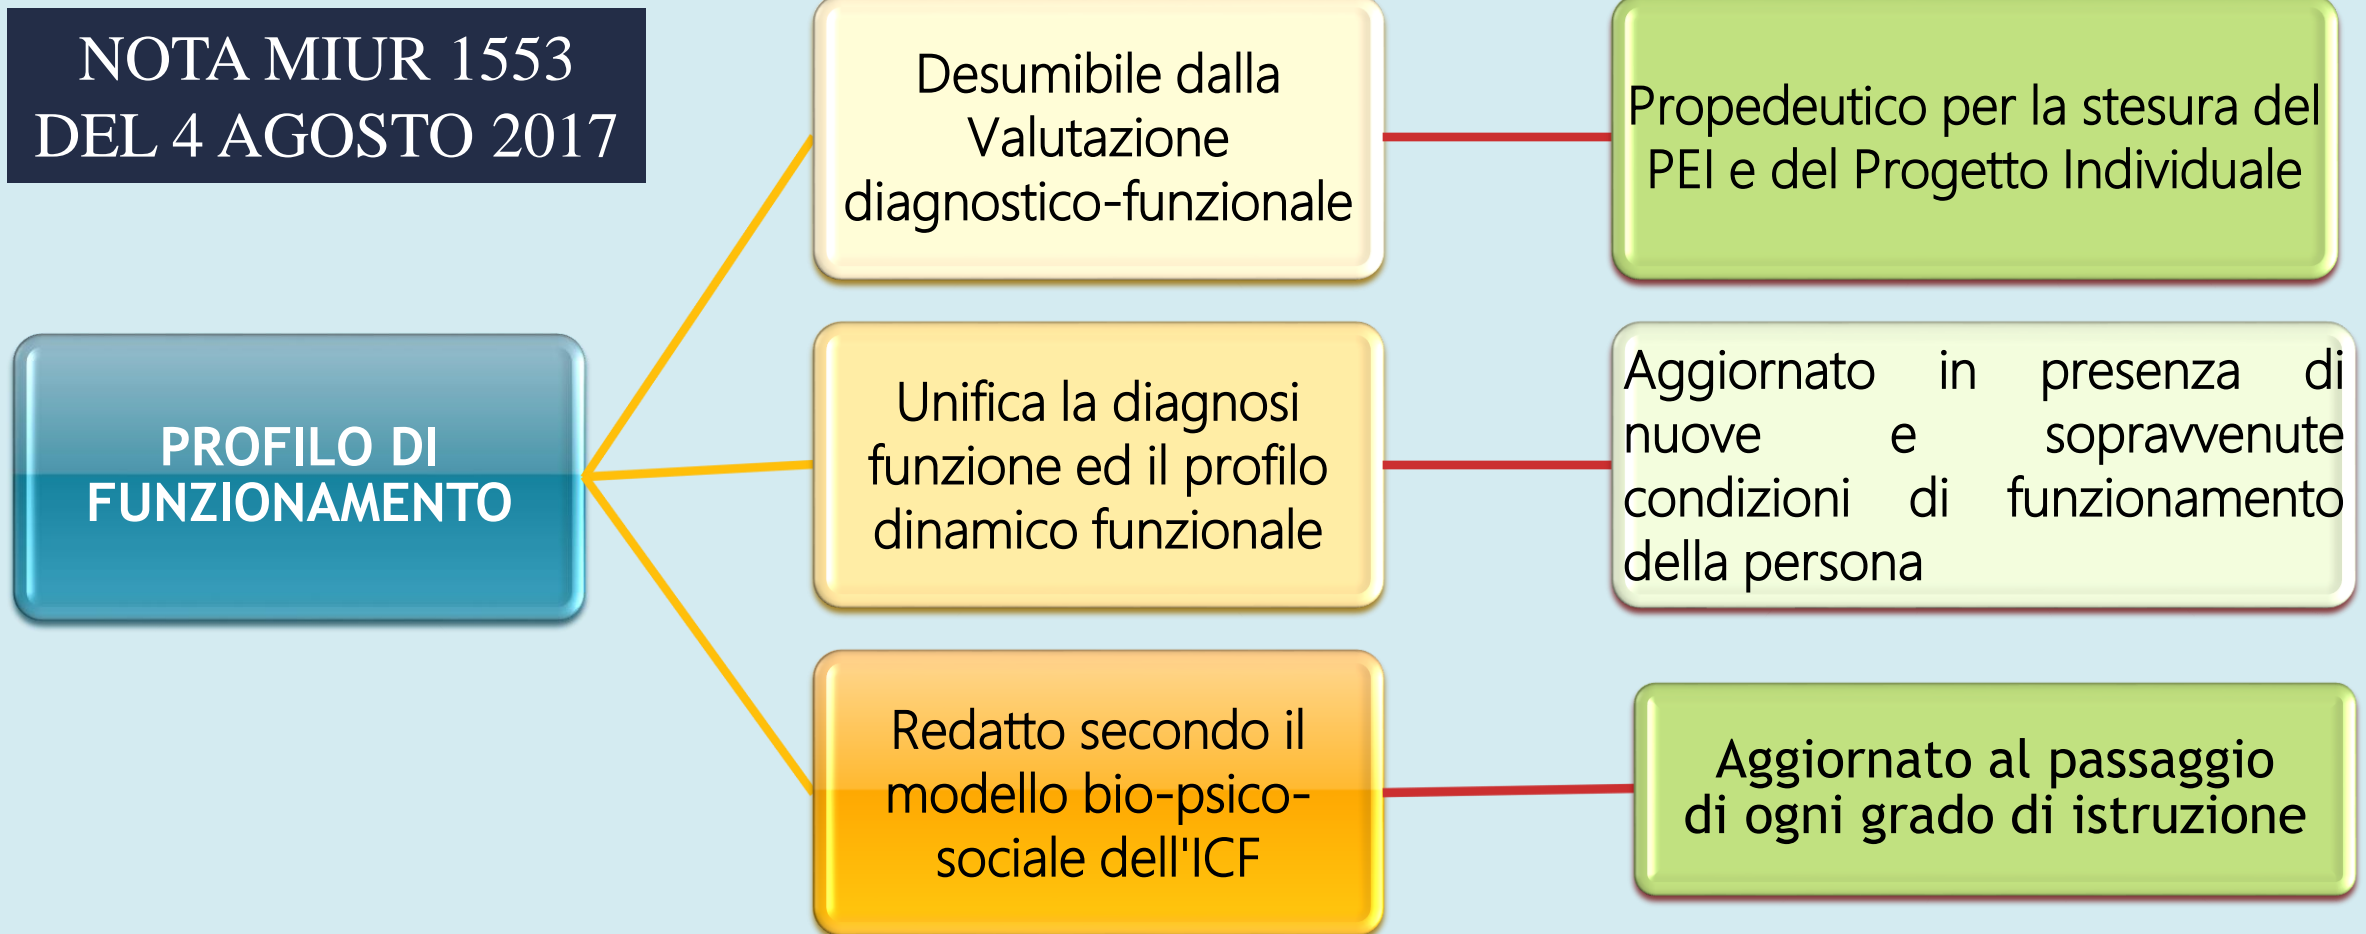 NOTA MIUR 1553
DEL 4 AGOSTO 2017
PROFILO DI
FUNZIONAMENTO
Desumibile dalla
Valutazione
diagnostico-funzionale
Propedeutico per la stesura del
PEI e del Progetto Individuale
Unifica la diagnosi
funzione ed il profilo
dinamico funzionale
Aggiornato in presenza di
nuove e sopravvenute
condizioni di funzionamento
della persona
Redatto secondo il
modello bio-psico-
sociale dell'ICF
Aggiornato al passaggio
di ogni grado di istruzione